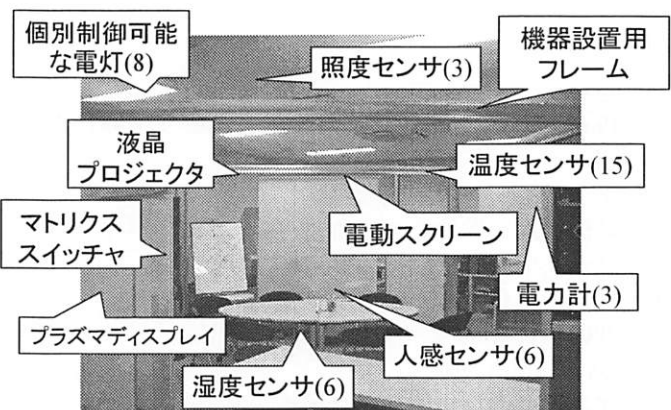 個別制御可能
な電灯(8)
照度センサ(3)
機器設置用
フレーム
液晶
プロジェクタ
温度センサ(15)
マトリクス
スイッチャ
電動スクリーン
電力計(3)
プラズマディスプレイ
人感センサ(6)
湿度センサ(6)